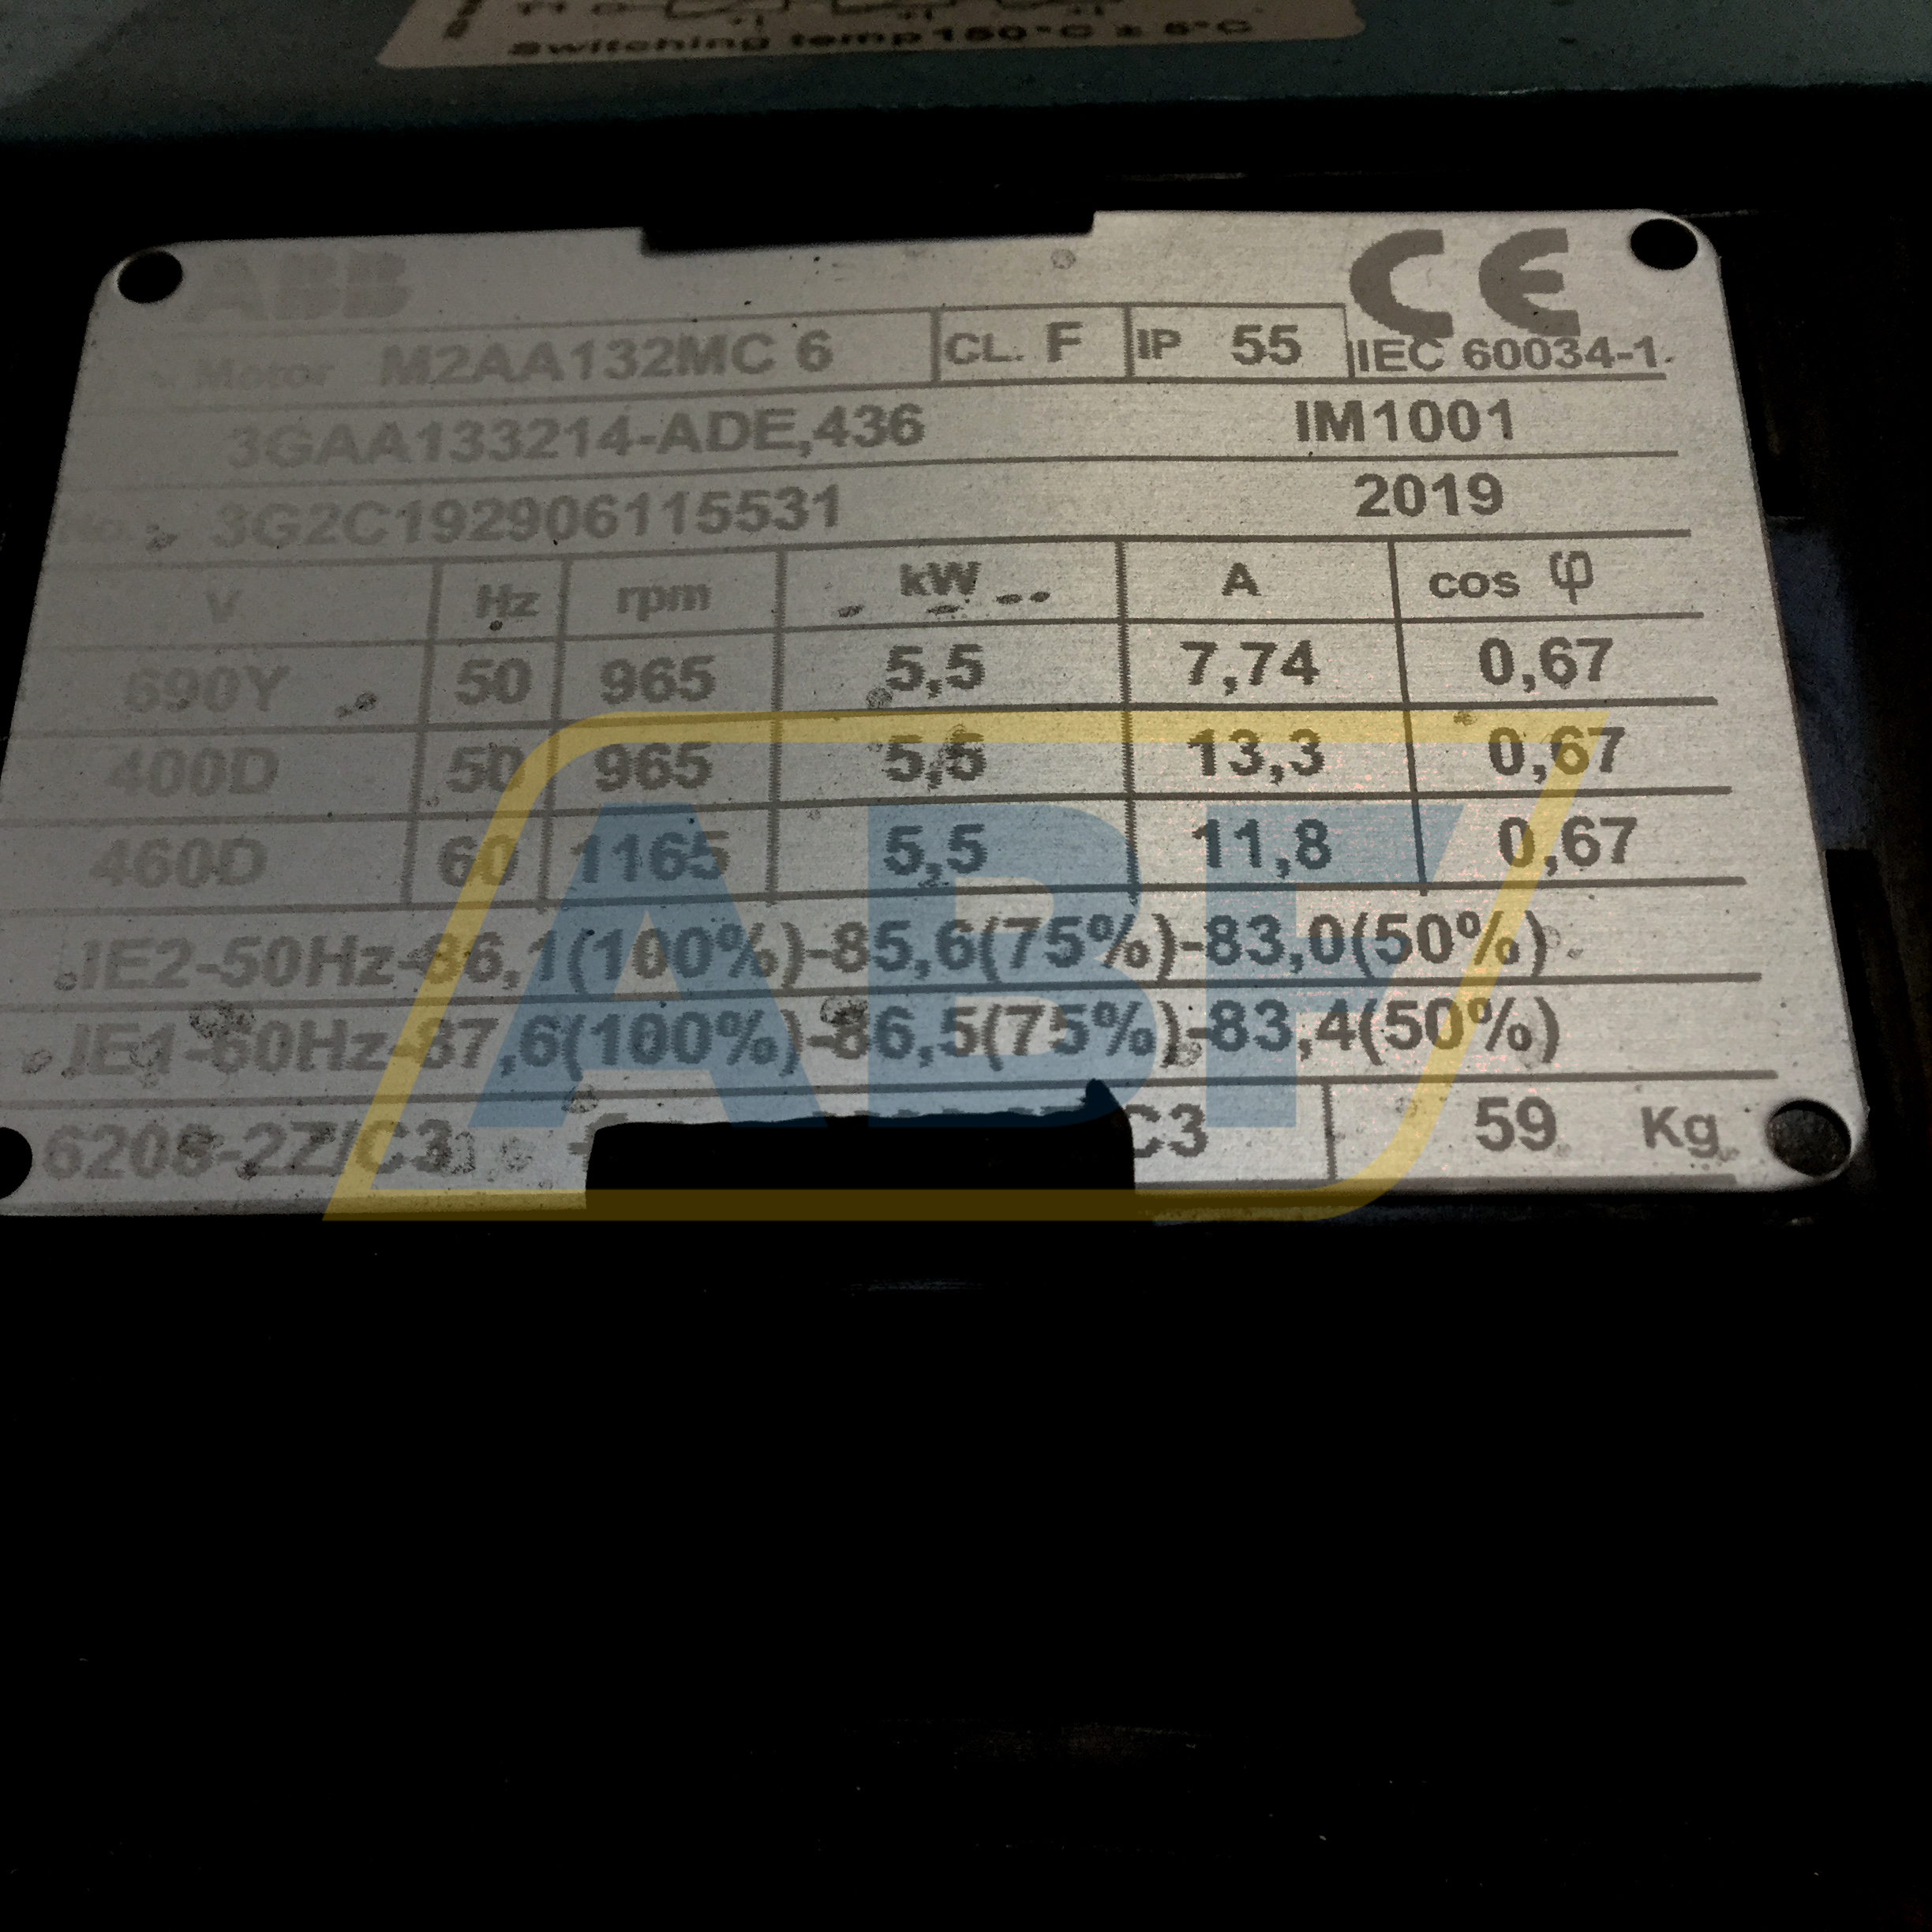 Switching temp 150°C ± 5°C
ABB
CE
Motor M2AA132MC 6 CL. F IP 55 IEC 60034-1
3GAA133214-ADE,436 IM1001
No. 3G2C192906115531 2019
V Hz rpm kW A cos φ
690Y 50 965 5,5 7,74 0,67
400D 50 965 5,5 13,3 0,67
460D 60 1165 5,5 11,8 0,67
IE2-50Hz-86,1(100%)-85,6(75%)-83,0(50%)
IE1-60Hz-87,6(100%)-86,5(75%)-83,4(50%)
6208-2Z/C3 C3 59 Kg
ABF